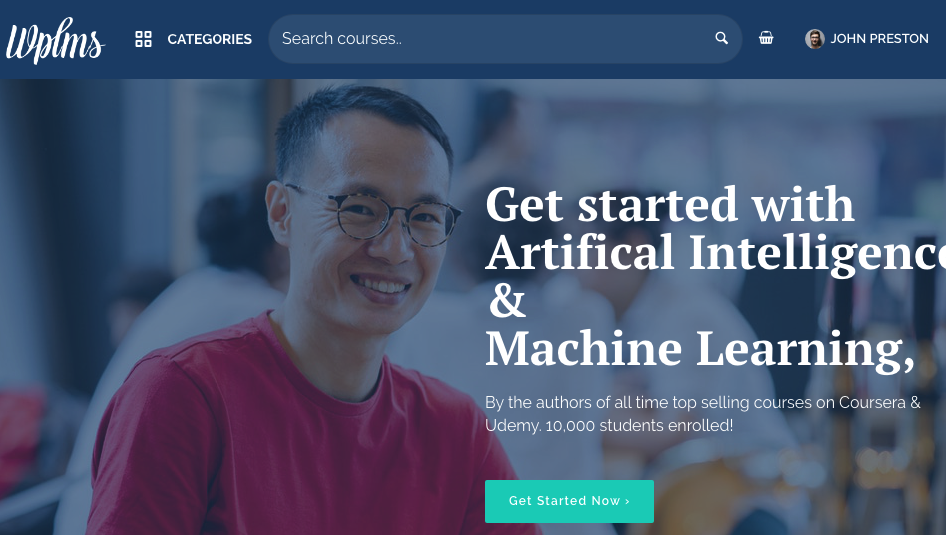 Wplms
CATEGORIES
Search courses..
JOHN PRESTON
Get started with
Artifical Intelligence
&
Machine Learning,
By the authors of all time top selling courses on Coursera &
Udemy. 10,000 students enrolled!
Get Started Now ›